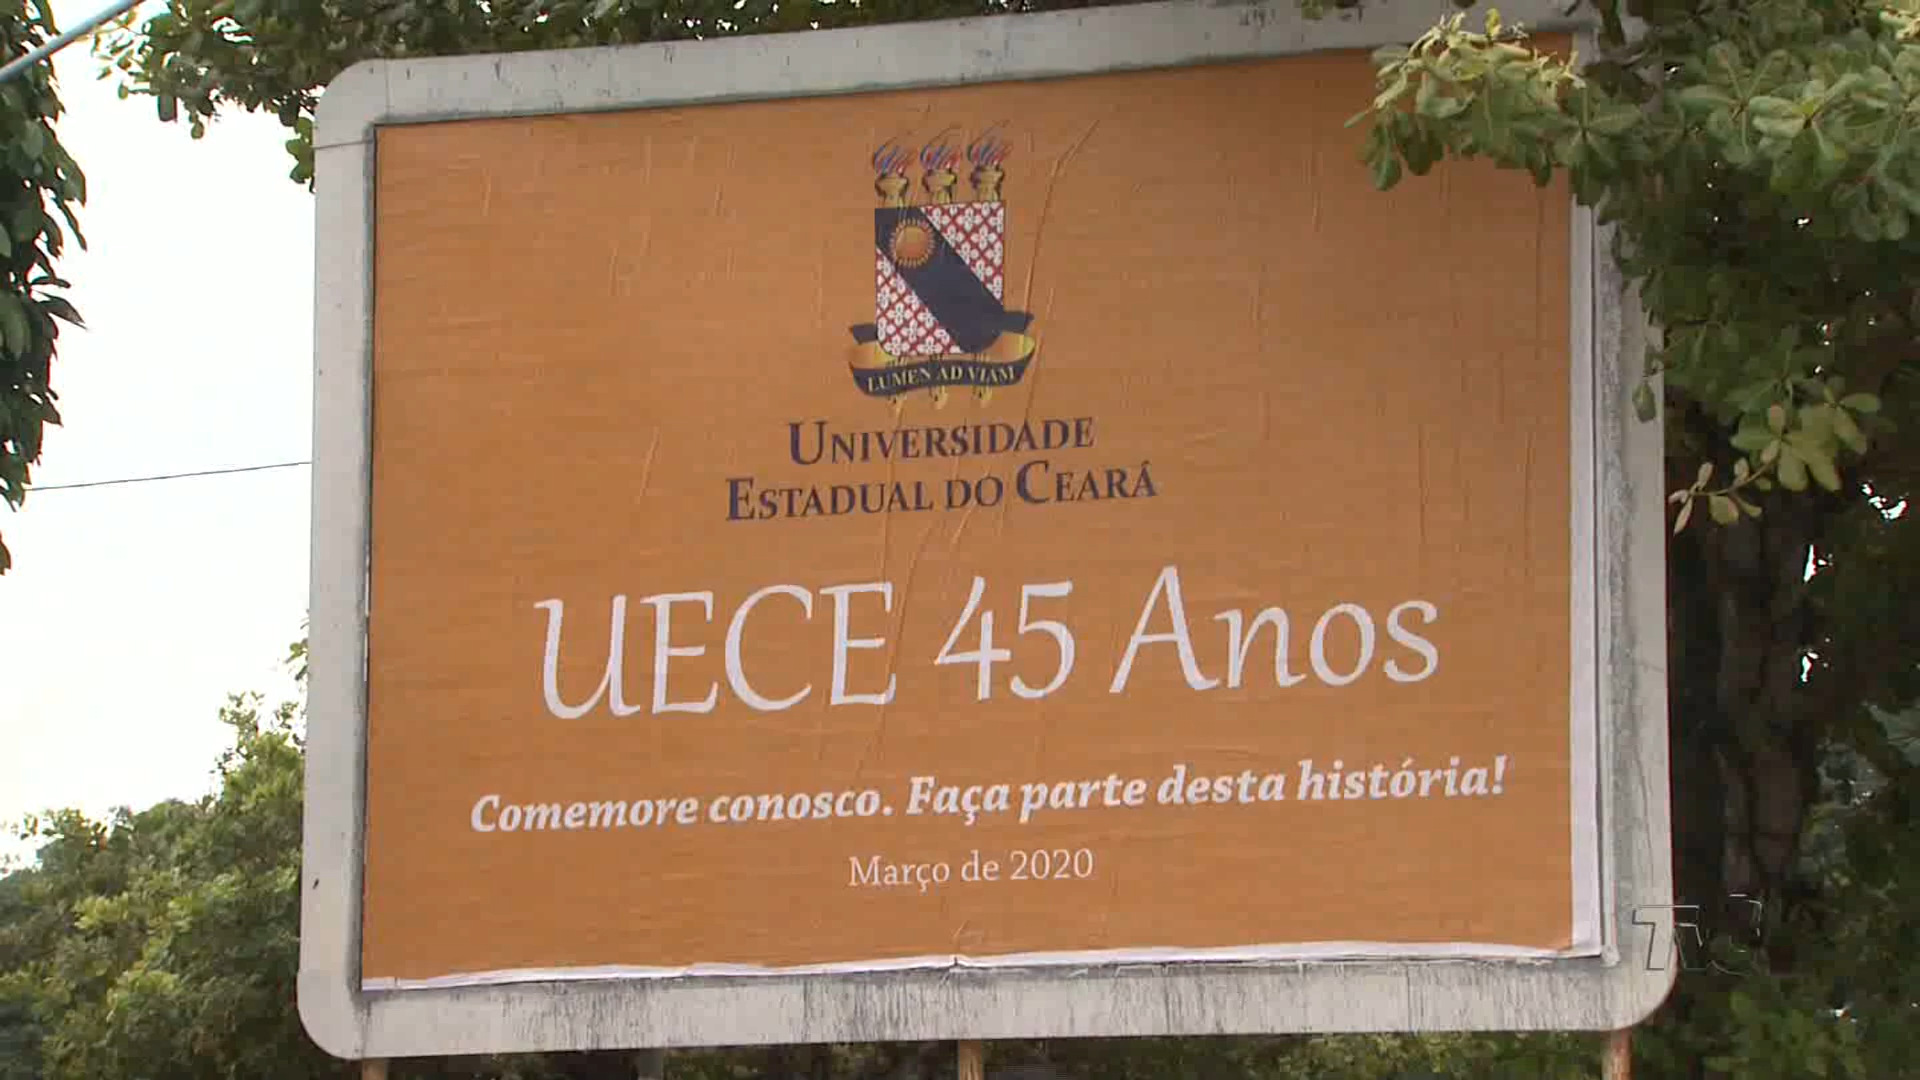 LUMEN AD VIAM
UNIVERSIDADE
ESTADUAL DO CEARÁ
UECE 45 Anos
Comemore conosco. Faça parte desta história!
Março de 2020
TVC